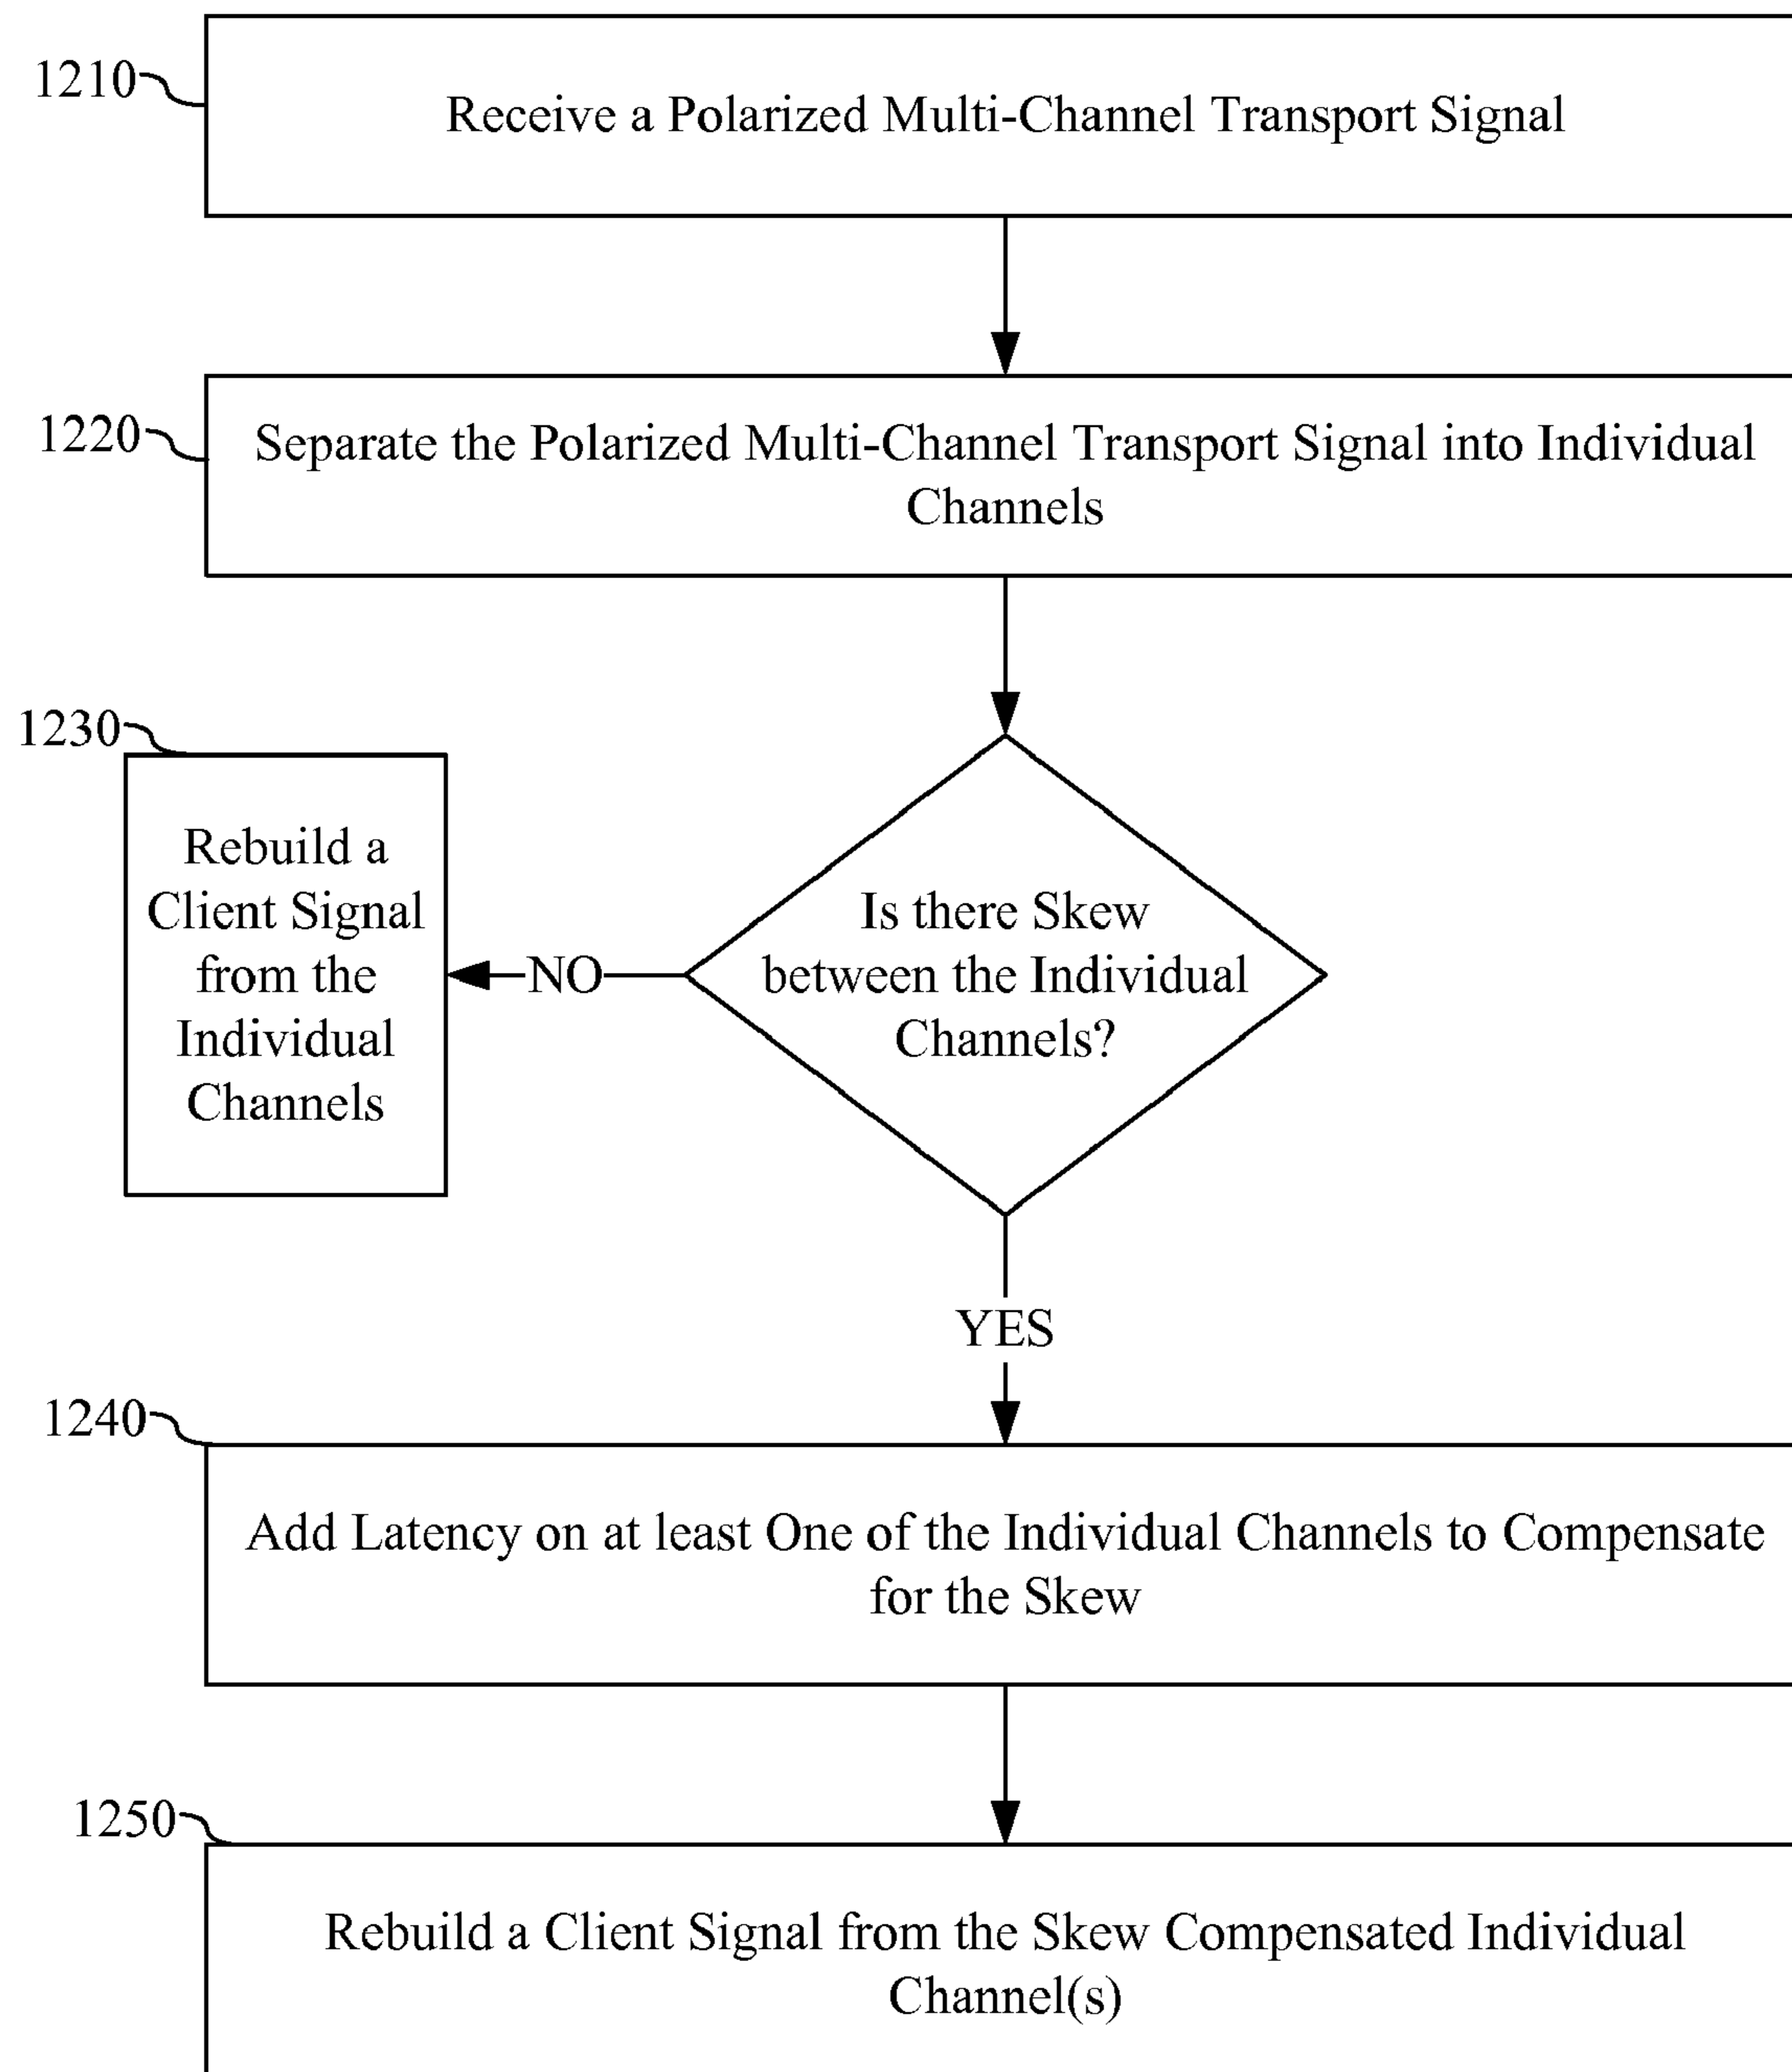 1210
Receive a Polarized Multi-Channel Transport Signal
1220
Separate the Polarized Multi-Channel Transport Signal into Individual
Channels
1230
Rebuild a
Client Signal
from the
Individual
Channels
NO
Is there Skew
between the Individual
Channels?
YES
1240
Add Latency on at least One of the Individual Channels to Compensate
for the Skew
1250
Rebuild a Client Signal from the Skew Compensated Individual
Channel(s)